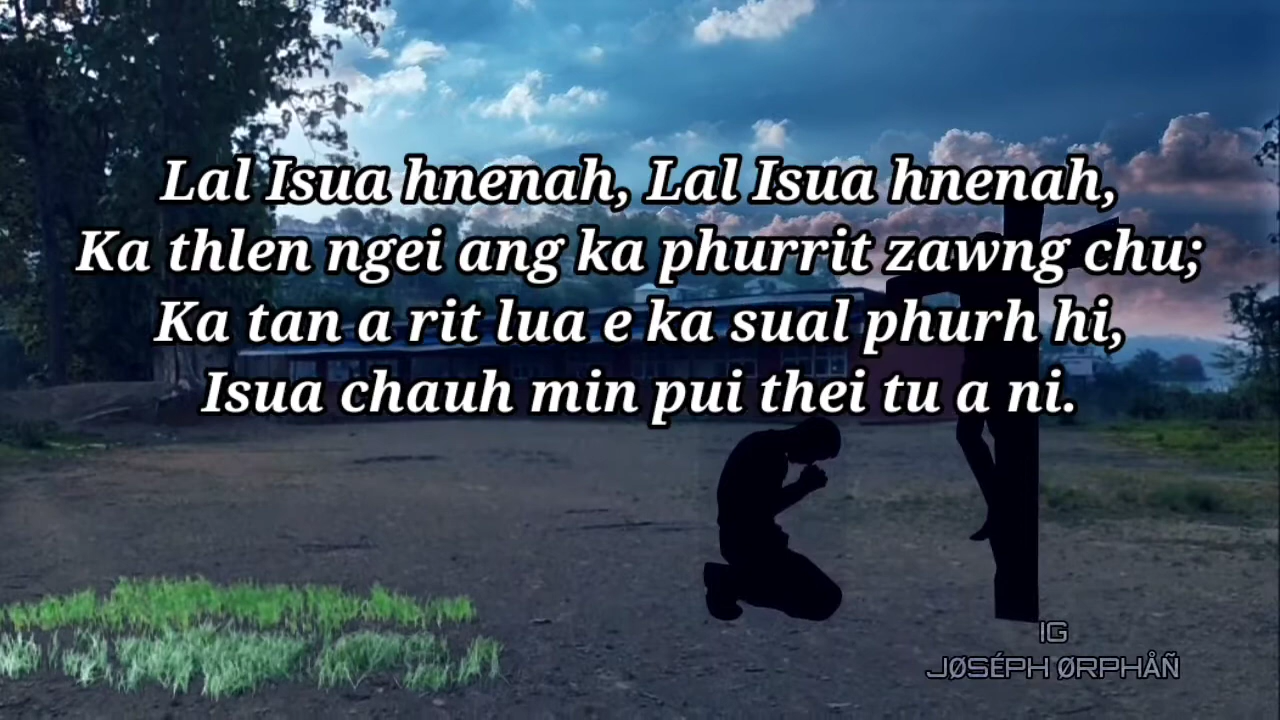 Lal Isua hnenah, Lal Isua hnenah,
Ka thlen ngei ang ka phurrit zawng chu;
Ka tan a rit lua e ka sual phurh hi,
Isua chauh min pui thei tu a ni.
IG
JØSÉPH ØRPHÅÑ